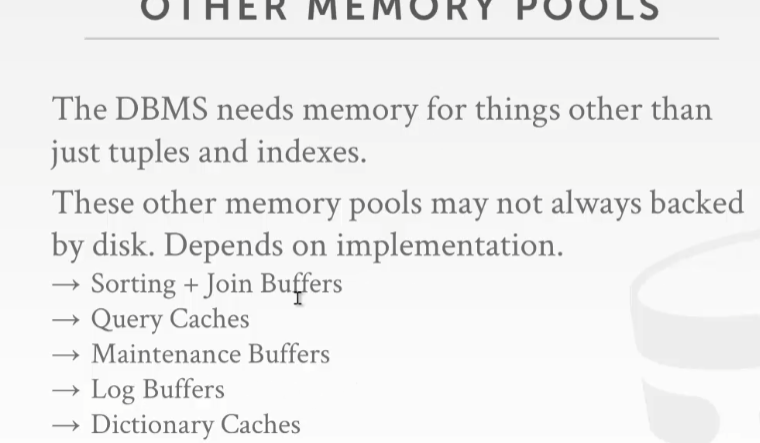 OTHER MEMORY POOLS
The DBMS needs memory for things other than
just tuples and indexes.
These other memory pools may not always backed
by disk. Depends on implementation.
→ Sorting + Join Buffers
→ Query Caches
→ Maintenance Buffers
→ Log Buffers
→ Dictionary Caches